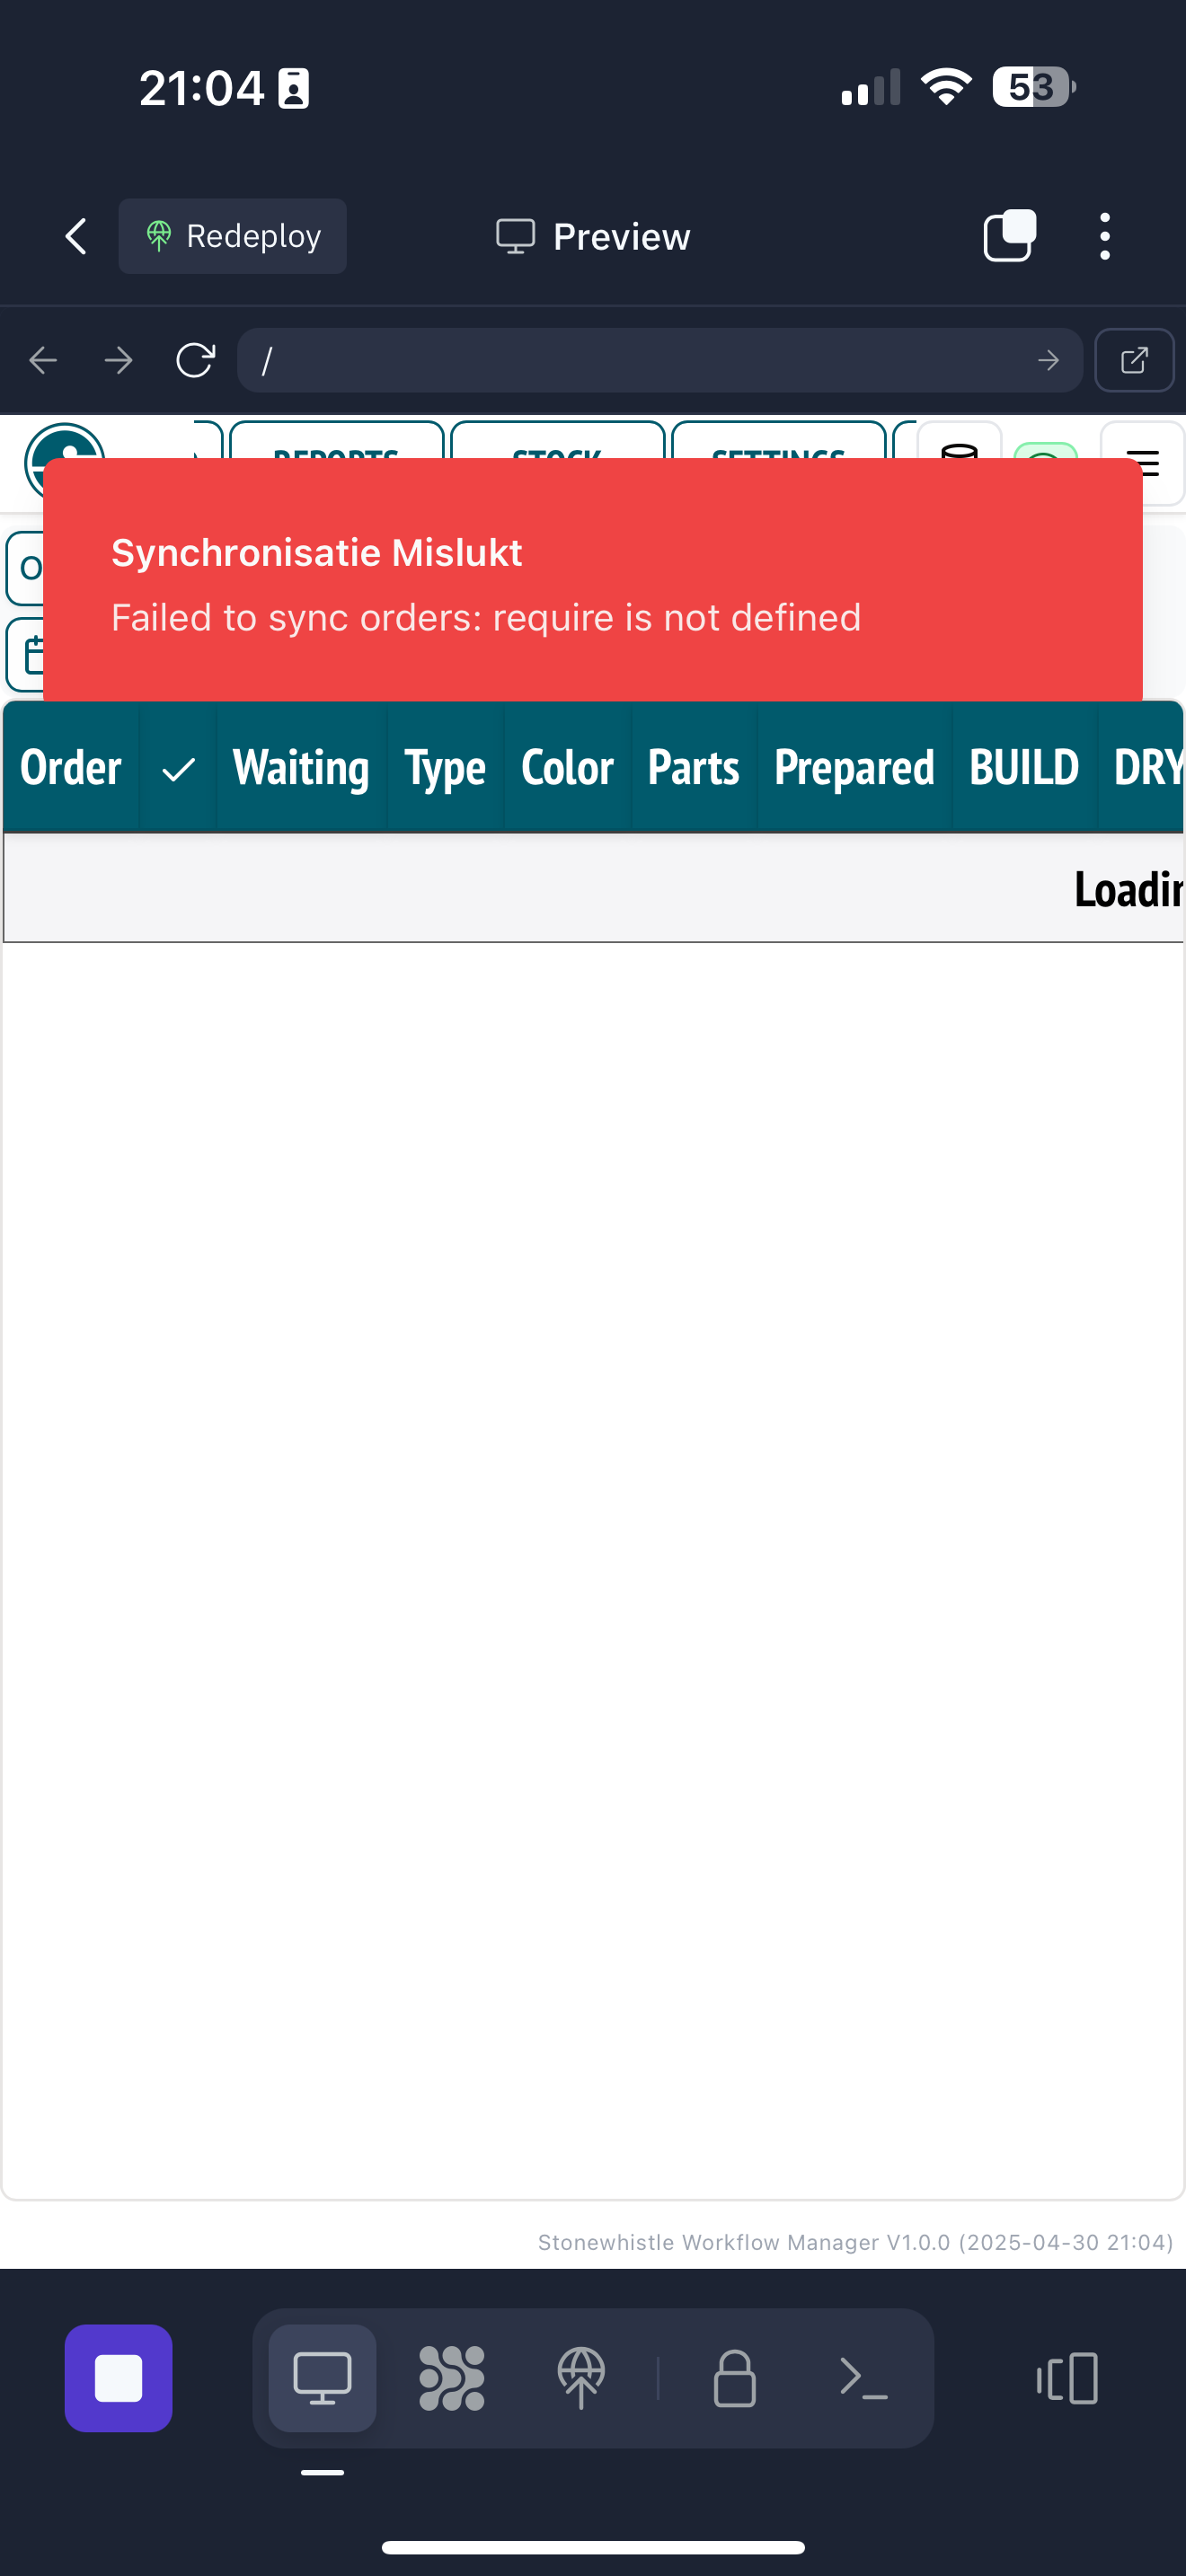 21:04
53
Redeploy
Preview
/
REPORTS
STOCK
SETTINGS
Synchronisatie Mislukt
Failed to sync orders: require is not defined
Order
Waiting
Type
Color
Parts
Prepared
BUILD
DRY
Loadin
Stonewhistle Workflow Manager V1.0.0 (2025-04-30 21:04)